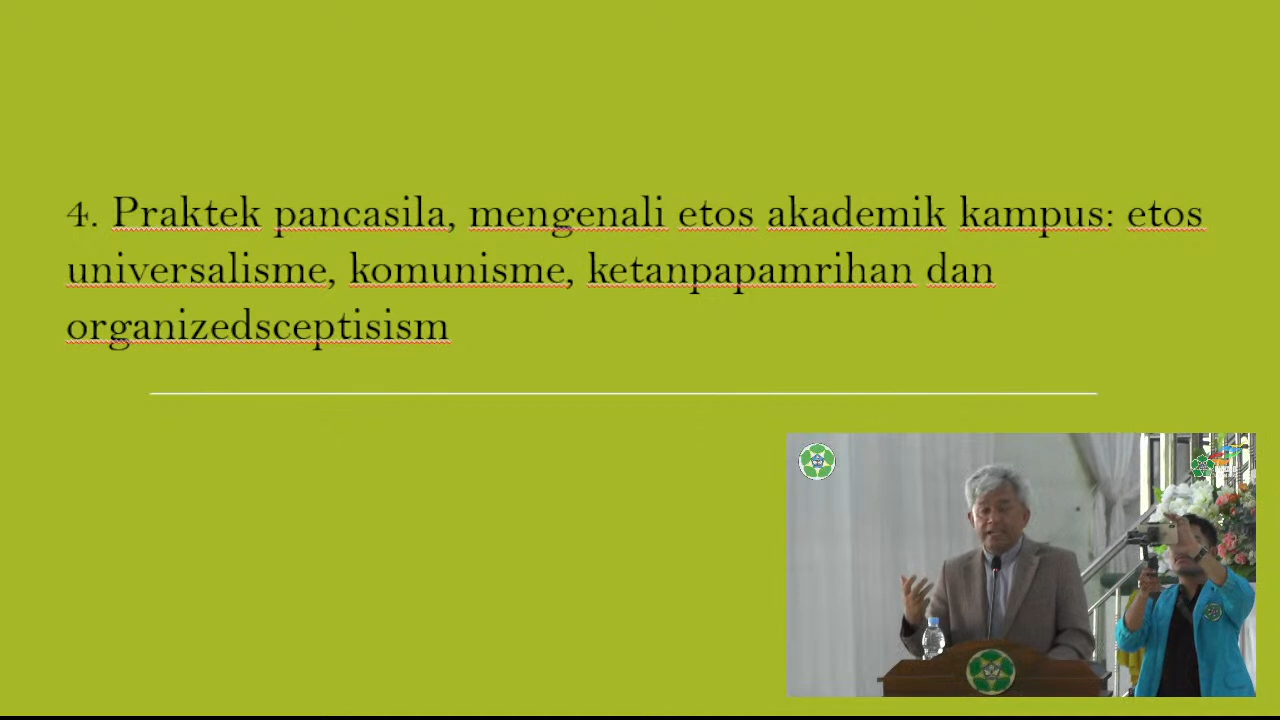 4. Praktek pancasila, mengenali etos akademik kampus: etos
universalisme, komunisme, ketanpapamrihan dan
organizedsceptisism